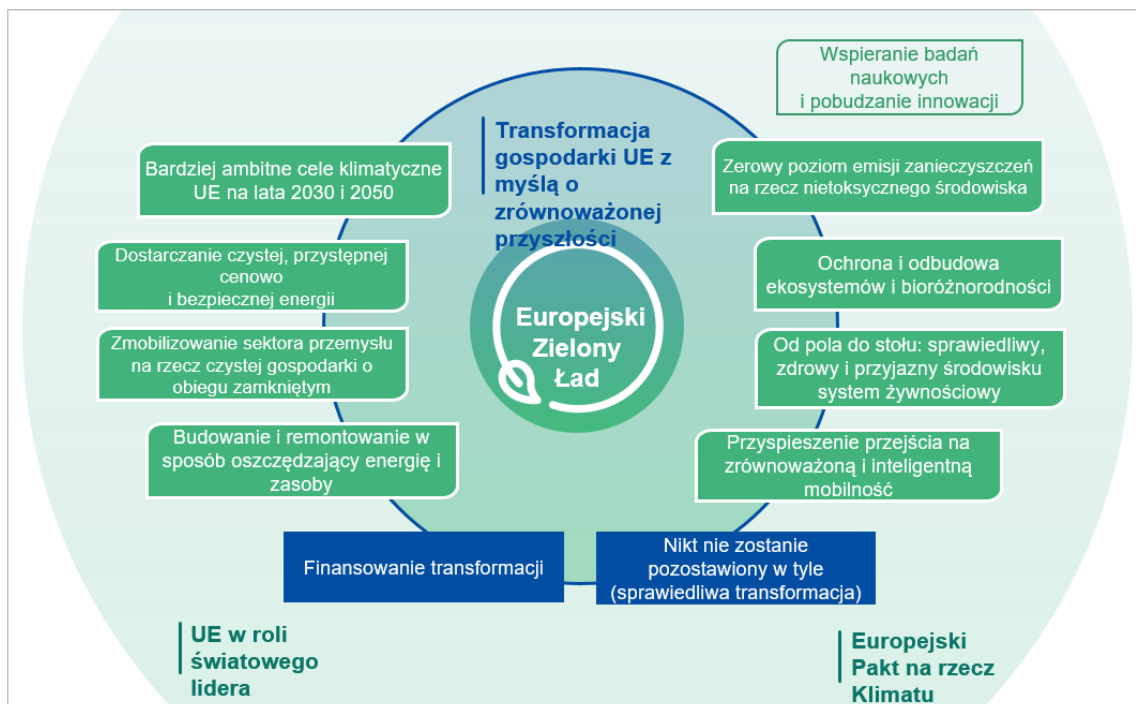 Wspieranie badań
naukowych
i pobudzanie innowacji
Transformacja
gospodarki UE z
myślą o
zrównoważonej
przyszłości
Bardziej ambitne cele klimatyczne
UE na lata 2030 i 2050
Zerowy poziom emisji zanieczyszczeń
na rzecz nietoksycznego środowiska
Dostarczanie czystej, przystępnej
cenowo
i bezpiecznej energii
Ochrona i odbudowa
ekosystemów i bioróżnorodności
Europejski
Zielony
Ład
Zmobilizowanie sektora przemysłu
na rzecz czystej gospodarki o
obiegu zamkniętym
Od pola do stołu: sprawiedliwy,
zdrowy i przyjazny środowisku
system żywnościowy
Budowanie i remontowanie w
sposób oszczędzający energię i
zasoby
Przyspieszenie przejścia na
zrównoważoną i inteligentną
mobilność
Finansowanie transformacji
Nikt nie zostanie
pozostawiony w tyle
(sprawiedliwa transformacja)
UE w roli
światowego
lidera
Europejski
Pakt na rzecz
Klimatu